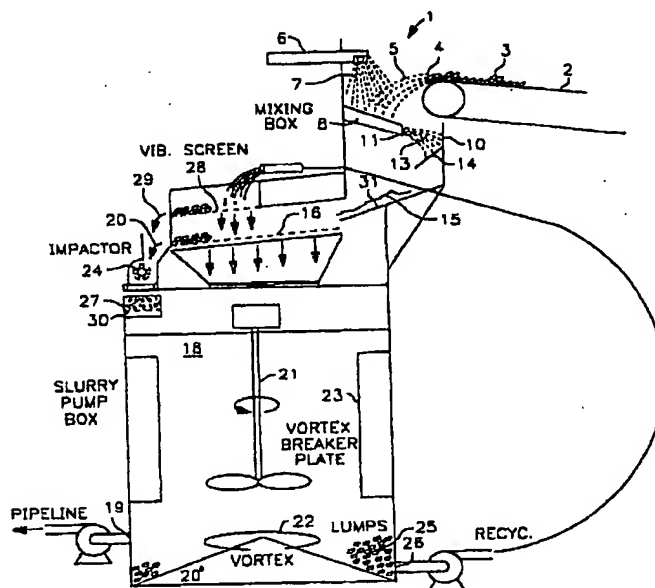 1
6
5
4
3
2
7
MIXING
BOX
8
10
11
13
14
VIB. SCREEN
28
29
31
15
20
16
IMPACTOR
24
27
30
18
21
23
SLURRY
PUMP
BOX
VORTEX
BREAKER
PLATE
PIPELINE
19
22
LUMPS
25
RECYC.
26
VORTEX
20°